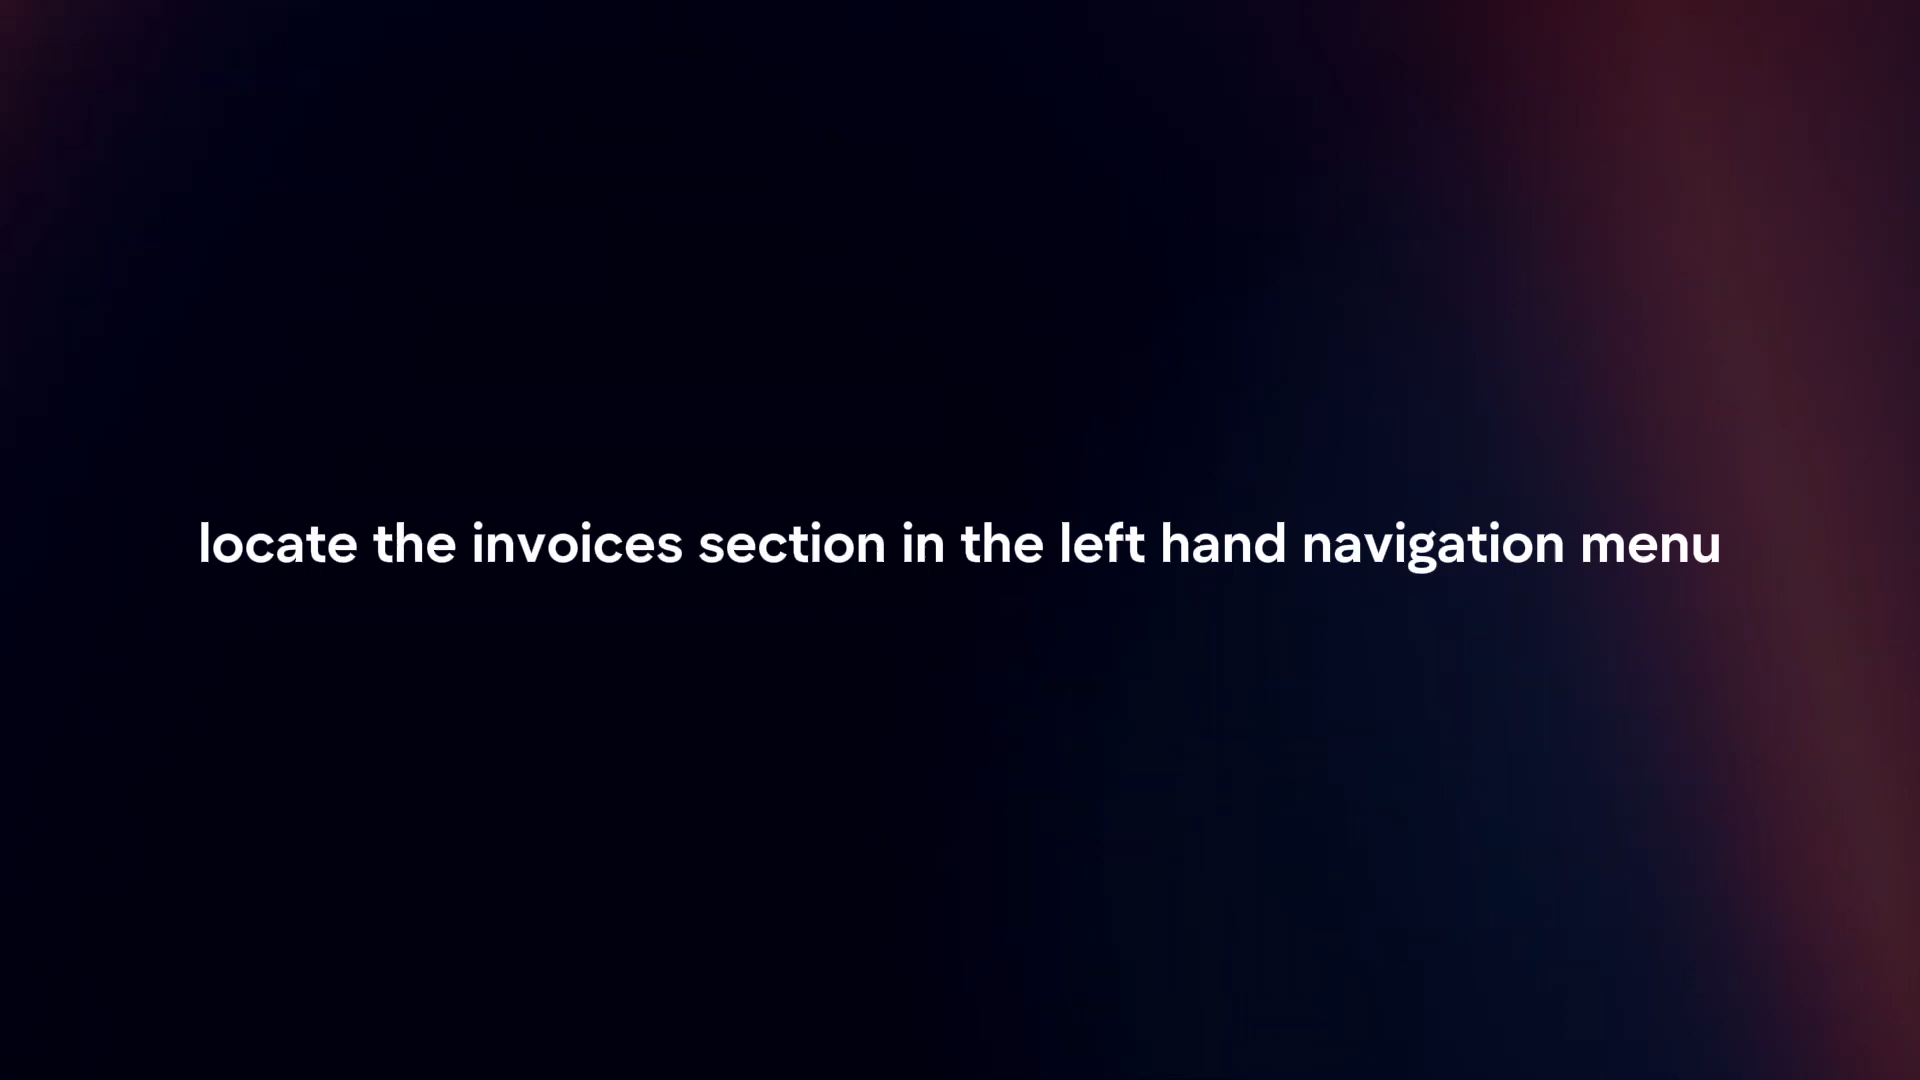 locate the invoices section in the left hand navigation menu